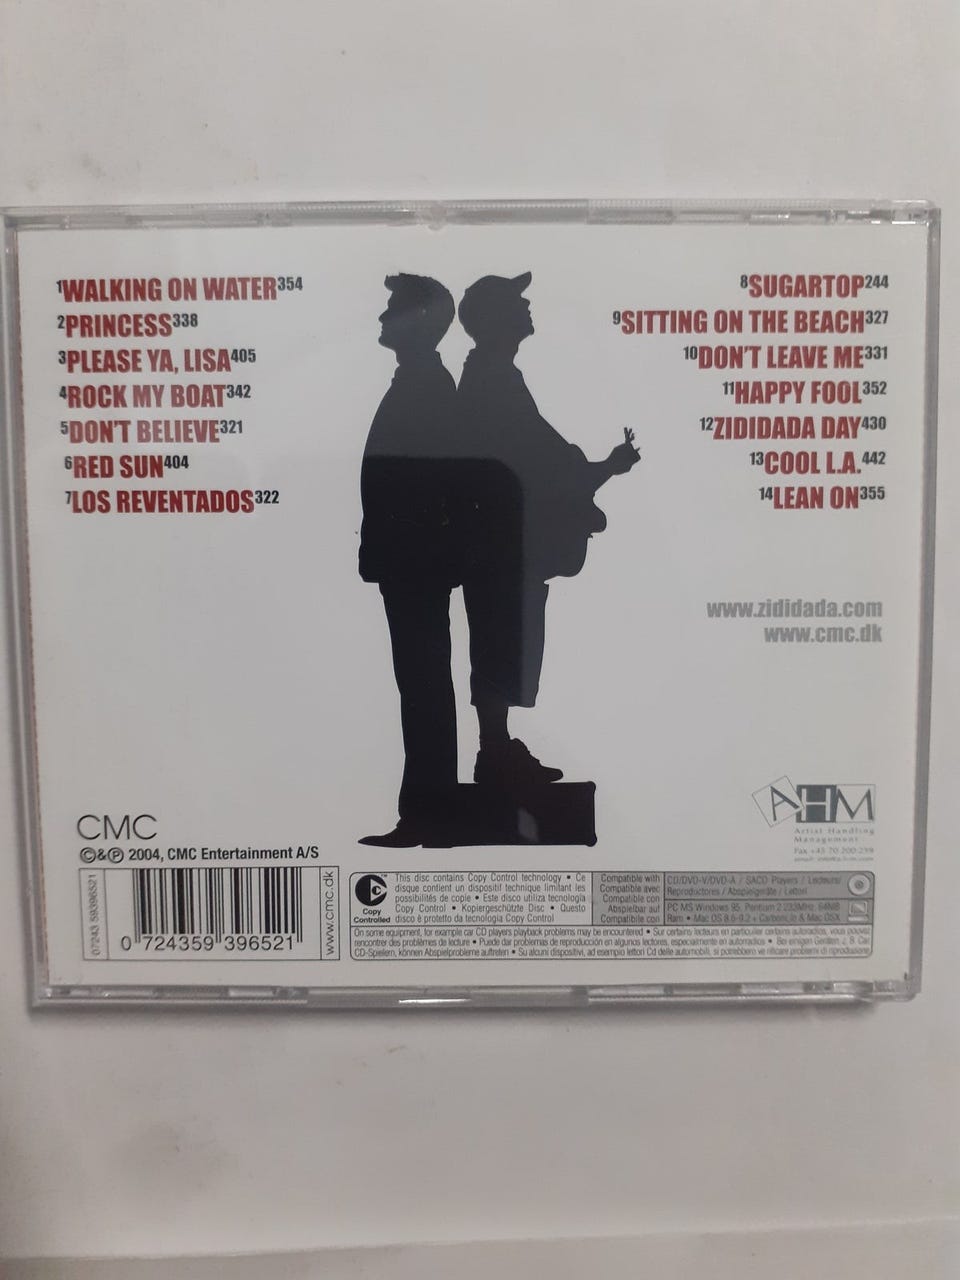 1WALKING ON WATER354
2PRINCESS338
3PLEASE YA, LISA405
4ROCK MY BOAT342
5DON'T BELIEVE321
6RED SUN404
7LOS REVENTADOS322
8SUGARTOP244
9SITTING ON THE BEACH327
10DON'T LEAVE ME331
11HAPPY FOOL352
12ZIDIDADA DAY430
13COOL L.A.442
14LEAN ON355
www.zididada.com
www.cmc.dk
AHM
Artist Handling
Management
CMC
©&℗ 2004, CMC Entertainment A/S
07243 59396521
0 724359 396521
www.cmc.dk
Copy
Controlled
This disc contains Copy Control technology • Ce
disque contient un dispositif technique limitant les
possibilités de copie • Este disco utiliza tecnología
Copy Control • Kopiergeschützte Disc • Questo
disco è protetto da tecnologia Copy Control
Compatible with
Compatible avec
Compatible con
Abspielbar auf
Compatibile con
CD/DVD-V/DVD-A / SACD Players / Lecteurs/
Reproductores / Abspielgeräte / Lettori
PC MS Windows 95, Pentium 2 233MHz, 64MB
Ram • Mac OS 8.6-9.2 + CarbonLib & Mac OSX
On some equipment, for example car CD players playback problems may be encountered • Sur certains lecteurs en particulier certains autoradios, vous pouvez
rencontrer des problèmes de lecture • Puede dar problemas de reproducción en algunos lectores, especialmente en autorradios • Bei einigen Geräten z. B. Car
CD-Spielern, können Abspielprobleme auftreten • Su alcuni dispositivi, ad esempio lettori Cd delle automobili, si potrebbero verificare problemi di riproduzione